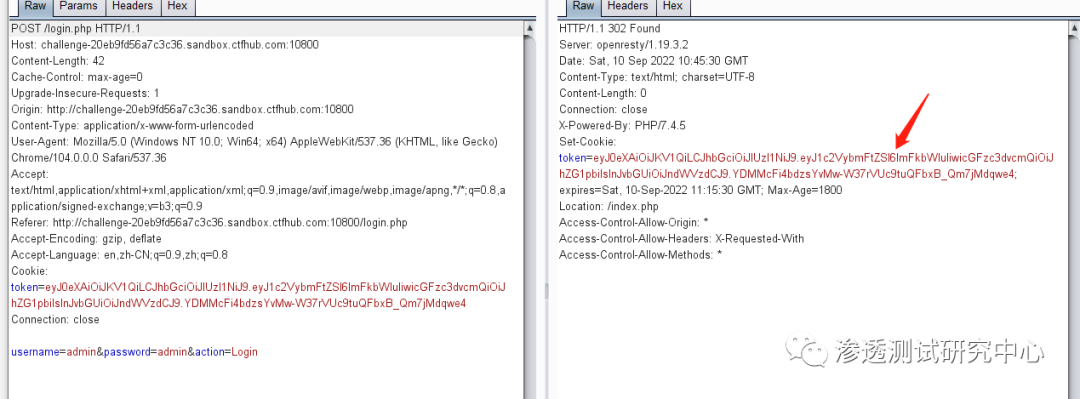 Raw Params Headers Hex
POST /login.php HTTP/1.1
Host: challenge-20eb9fd56a7c3c36.sandbox.ctfhub.com:10800
Content-Length: 42
Cache-Control: max-age=0
Upgrade-Insecure-Requests: 1
Origin: http://challenge-20eb9fd56a7c3c36.sandbox.ctfhub.com:10800
Content-Type: application/x-www-form-urlencoded
User-Agent: Mozilla/5.0 (Windows NT 10.0; Win64; x64) AppleWebKit/537.36 (KHTML, like Gecko)
Chrome/104.0.0.0 Safari/537.36
Accept:
text/html,application/xhtml+xml,application/xml;q=0.9,image/avif,image/webp,image/apng,*/*;q=0.8,a
pplication/signed-exchange;v=b3;q=0.9
Referer: http://challenge-20eb9fd56a7c3c36.sandbox.ctfhub.com:10800/login.php
Accept-Encoding: gzip, deflate
Accept-Language: en,zh-CN;q=0.9,zh;q=0.8
Cookie:
token=eyJ0eXAiOiJKV1QiLCJhbGciOiJIUzI1NiJ9.eyJ1c2VybmFtZSI6ImFkbWluIiwicGFzc3dvcmQiOiJ
hZG1pbiIsInJvbGUiOiJndWVzdCJ9.YDMMcFi4bdzsYvMw-W37rVUc9tuQFbxB_Qm7jMdqwe4
Connection: close
username=admin&password=admin&action=Login
Raw Headers Hex
HTTP/1.1 302 Found
Server: openresty/1.19.3.2
Date: Sat, 10 Sep 2022 10:45:30 GMT
Content-Type: text/html; charset=UTF-8
Content-Length: 0
Connection: close
X-Powered-By: PHP/7.4.5
Set-Cookie:
token=eyJ0eXAiOiJKV1QiLCJhbGciOiJIUzI1NiJ9.eyJ1c2VybmFtZSI6ImFkbWluIiwicGFzc3dvcmQiOiJ
hZG1pbiIsInJvbGUiOiJndWVzdCJ9.YDMMcFi4bdzsYvMw-W37rVUc9tuQFbxB_Qm7jMdqwe4;
expires=Sat, 10-Sep-2022 11:15:30 GMT; Max-Age=1800
Location: /index.php
Access-Control-Allow-Origin: *
Access-Control-Allow-Headers: X-Requested-With
Access-Control-Allow-Methods: *
渗透测试研究中心